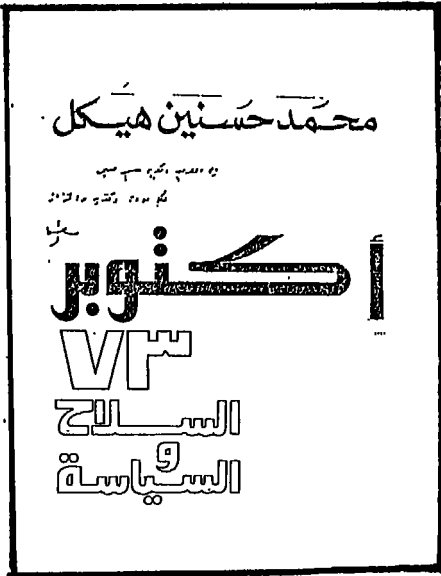 محمد حسنين هيكل
أكتوبر
٧٣
السلاح
و
السياسة